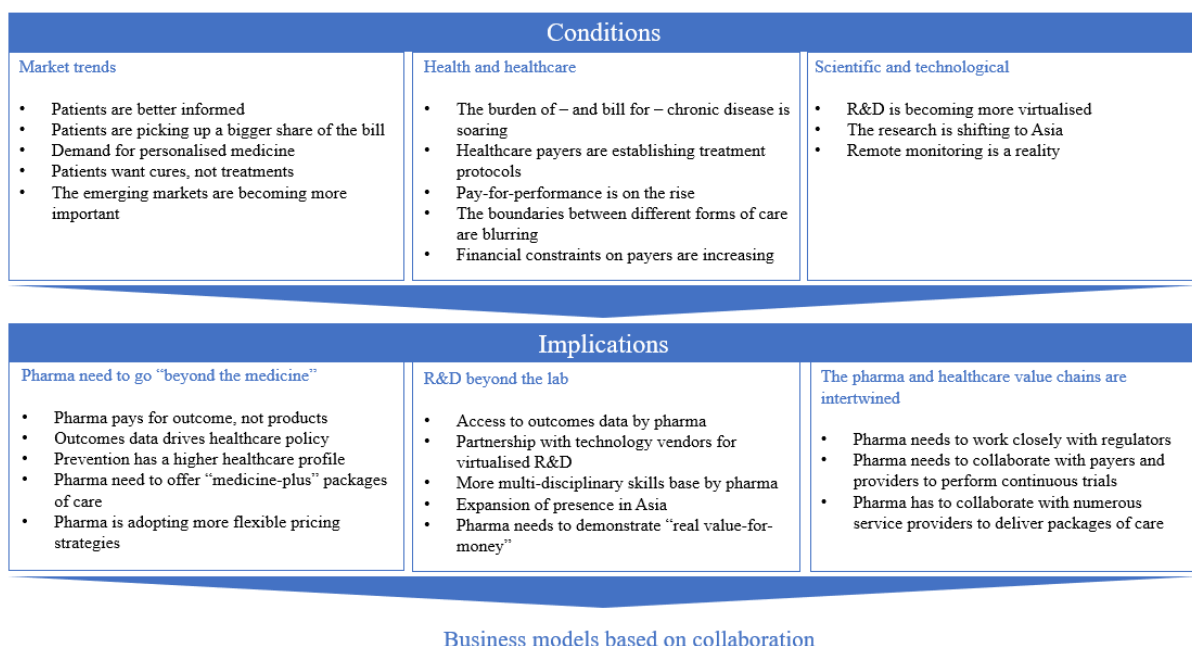 Conditions
Market trends
• Patients are better informed
• Patients are picking up a bigger share of the bill
• Demand for personalised medicine
• Patients want cures, not treatments
• The emerging markets are becoming more
important
Health and healthcare
• The burden of – and bill for – chronic disease is
soaring
• Healthcare payers are establishing treatment
protocols
• Pay-for-performance is on the rise
• The boundaries between different forms of care
are blurring
• Financial constraints on payers are increasing
Scientific and technological
• R&D is becoming more virtualised
• The research is shifting to Asia
• Remote monitoring is a reality
Implications
Pharma need to go “beyond the medicine”
• Pharma pays for outcome, not products
• Outcomes data drives healthcare policy
• Prevention has a higher healthcare profile
• Pharma need to offer “medicine-plus” packages
of care
• Pharma is adopting more flexible pricing
strategies
R&D beyond the lab
• Access to outcomes data by pharma
• Partnership with technology vendors for
virtualised R&D
• More multi-disciplinary skills base by pharma
• Expansion of presence in Asia
• Pharma needs to demonstrate “real value-for-
money”
The pharma and healthcare value chains are
intertwined
• Pharma needs to work closely with regulators
• Pharma needs to collaborate with payers and
providers to perform continuous trials
• Pharma has to collaborate with numerous
service providers to deliver packages of care
Business models based on collaboration